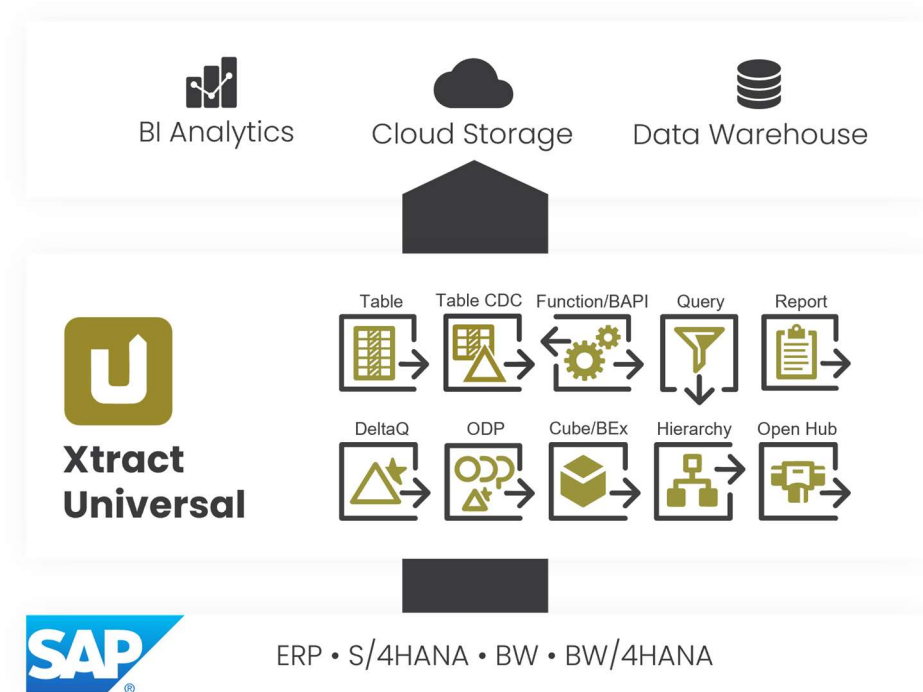 BI Analytics
Cloud Storage
Data Warehouse
Table
Table CDC
Function/BAPI
Query
Report
DeltaQ
ODP
Cube/BEx
Hierarchy
Open Hub
Xtract
Universal
SAP®
ERP • S/4HANA • BW • BW/4HANA